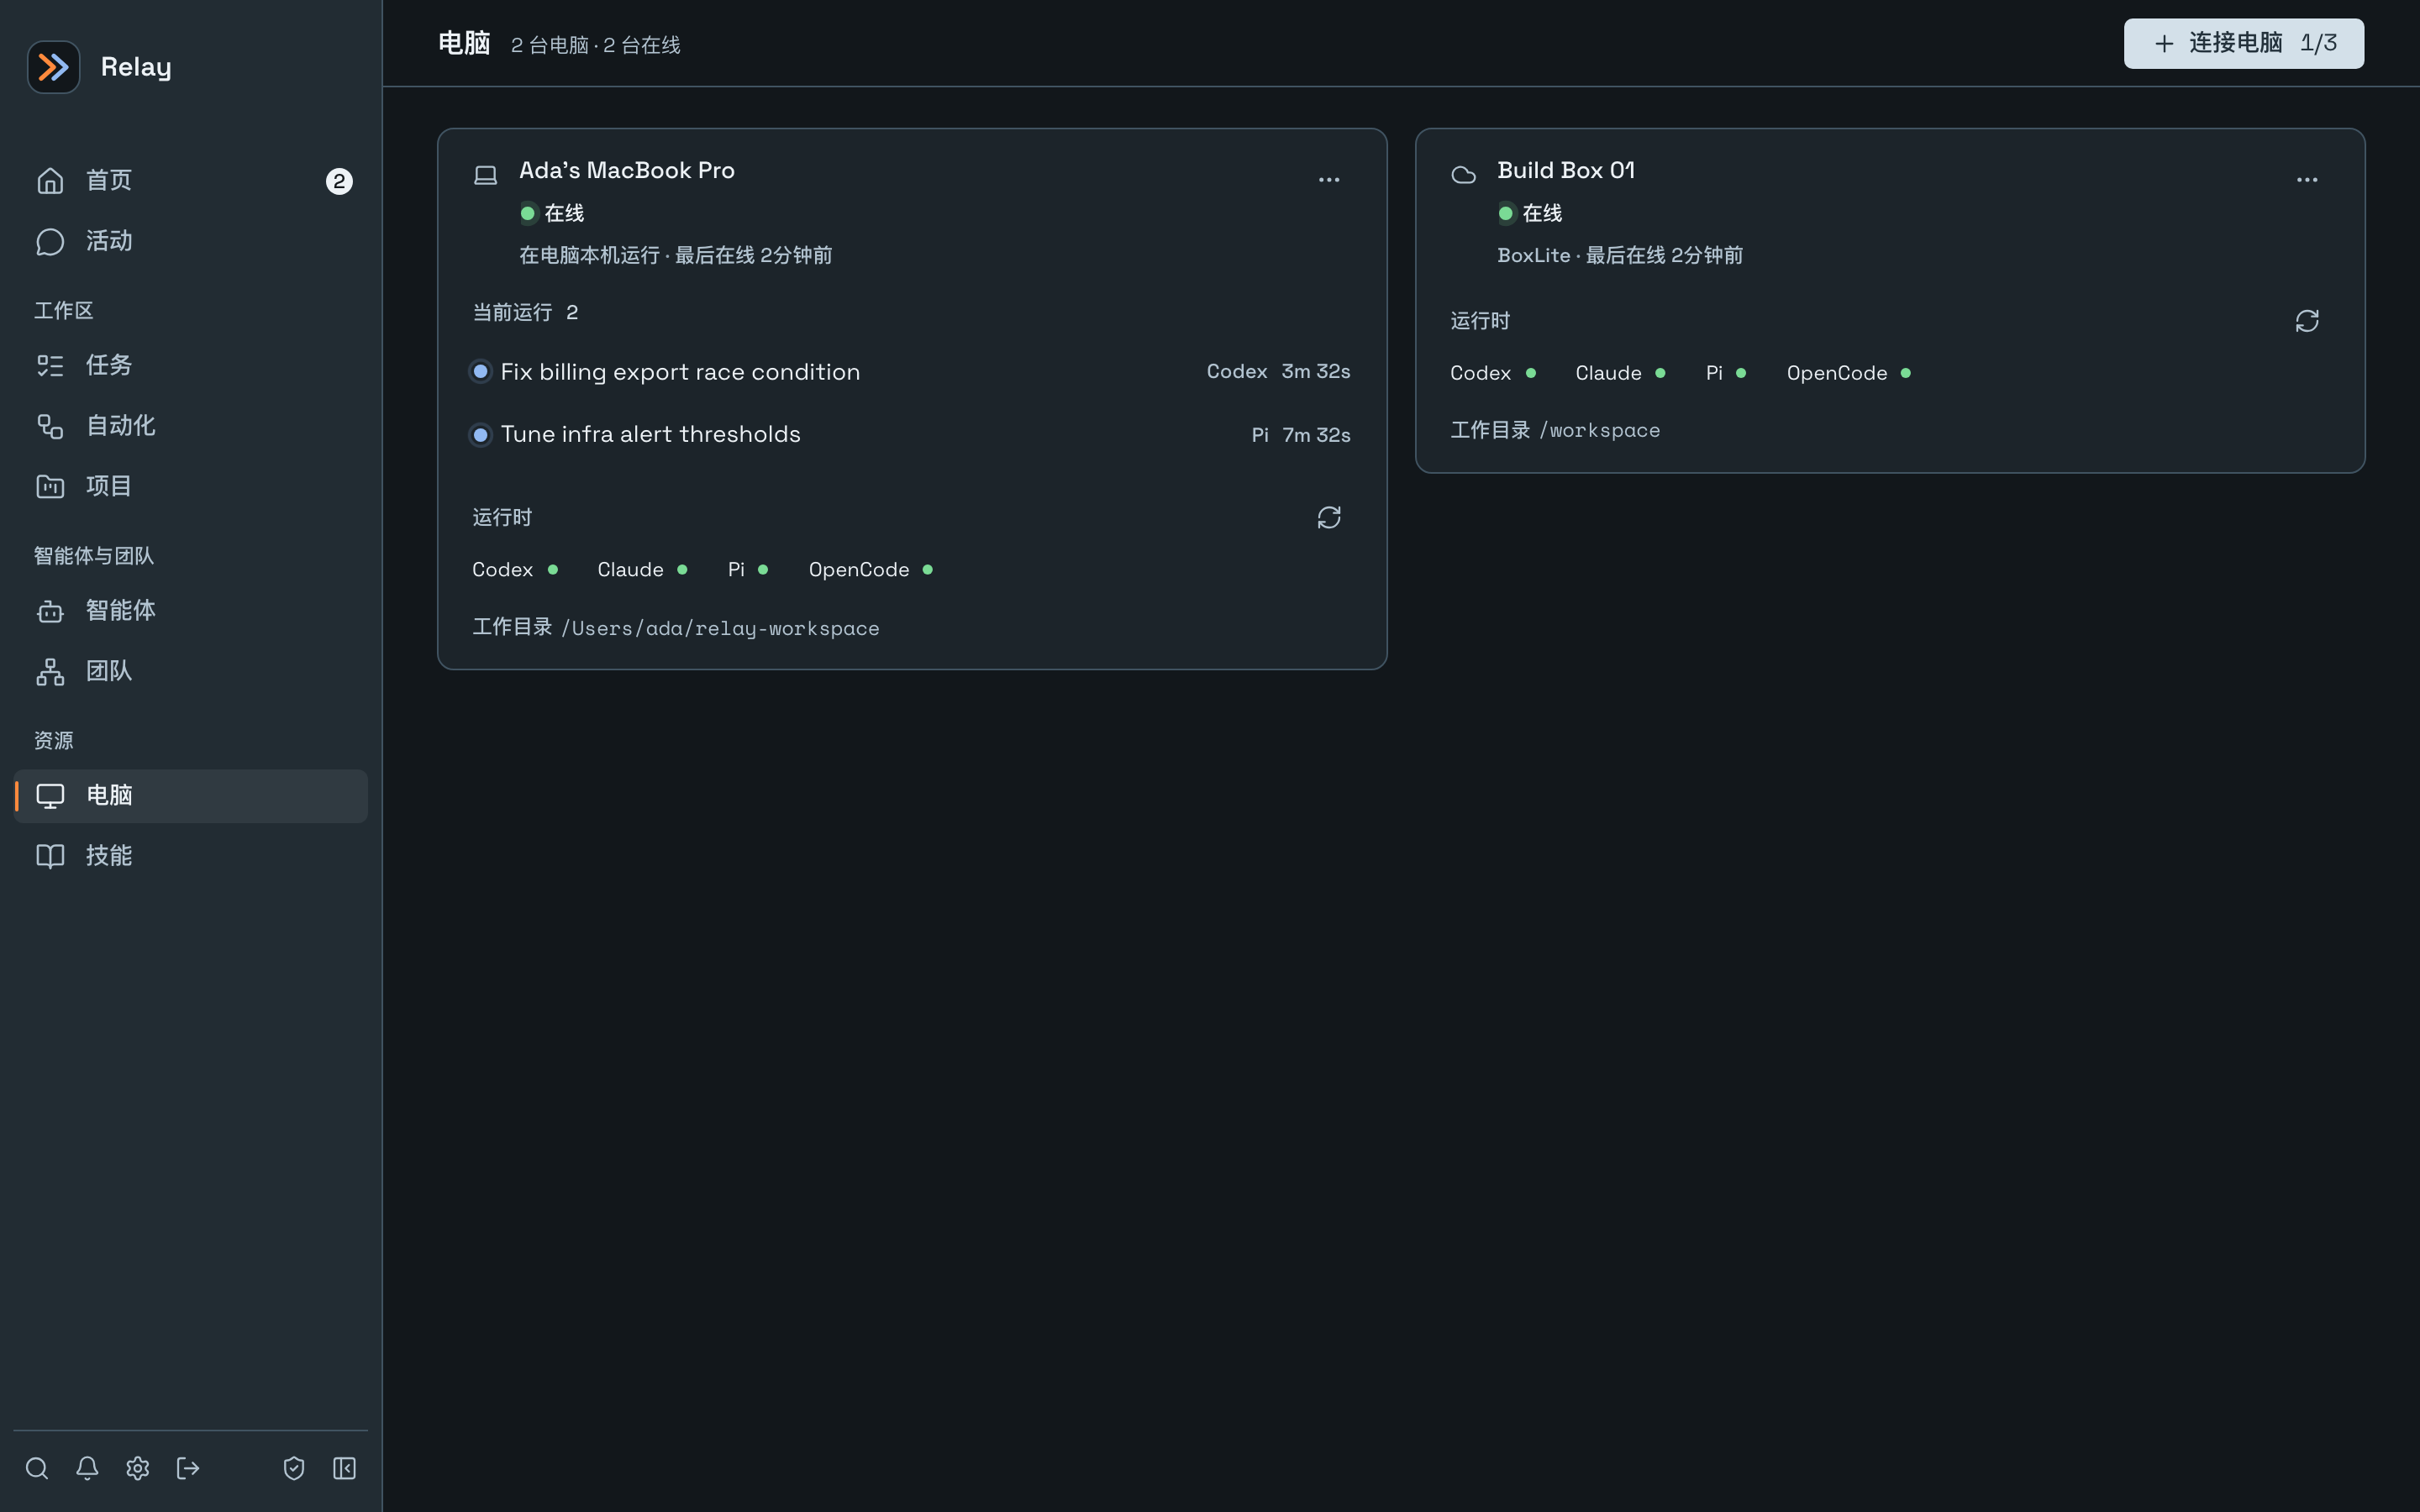 Relay
首页 2
活动
工作区
任务
自动化
项目
智能体与团队
智能体
团队
资源
电脑
技能
电脑 2 台电脑 · 2 台在线
连接电脑 1/3
Ada's MacBook Pro
在线
在电脑本机运行 · 最后在线 2分钟前
当前运行 2
Fix billing export race condition Codex 3m 32s
Tune infra alert thresholds Pi 7m 32s
运行时
Codex Claude Pi OpenCode
工作目录 /Users/ada/relay-workspace
Build Box 01
在线
BoxLite · 最后在线 2分钟前
运行时
Codex Claude Pi OpenCode
工作目录 /workspace